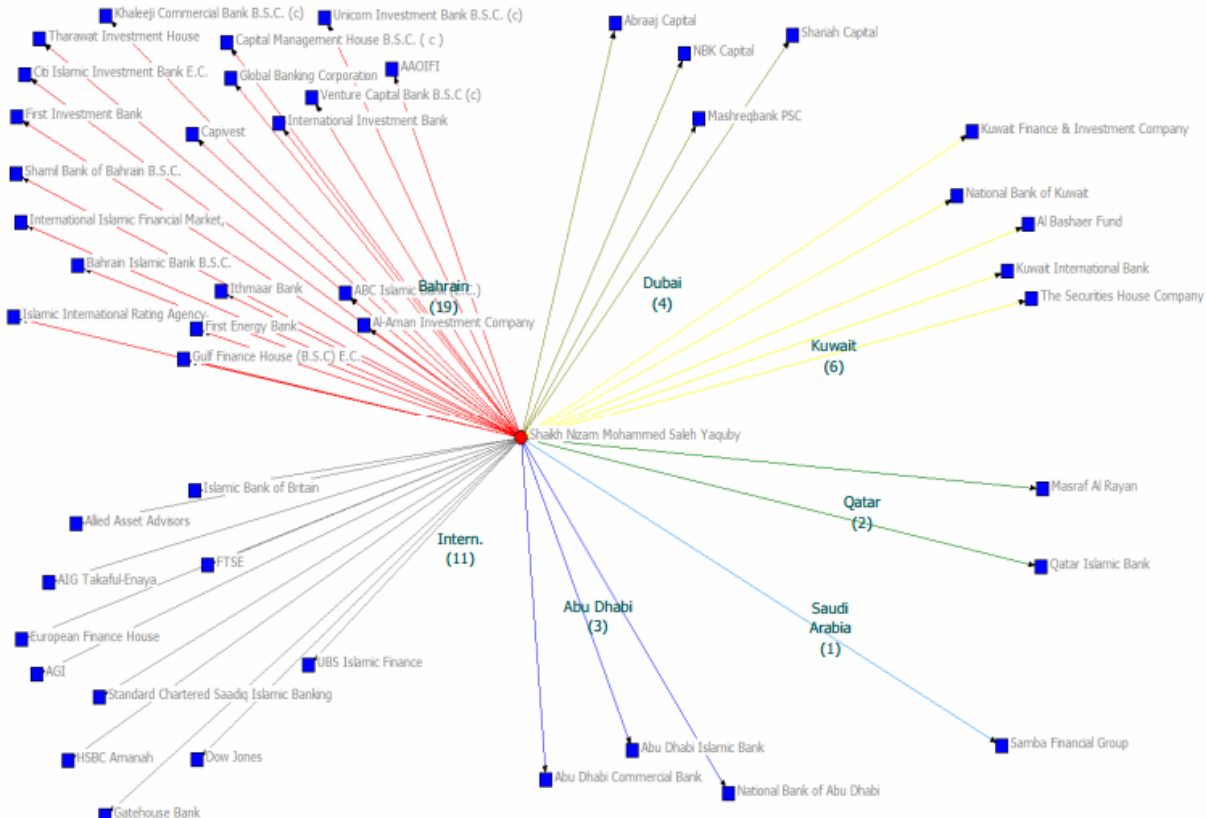 Khaleeji Commercial Bank B.S.C. (c)
Unicorn Investment Bank B.S.C. (c)
Abraaj Capital
Shariah Capital
Tharawat Investment House
Capital Management House B.S.C. ( c )
NBK Capital
Citi Islamic Investment Bank E.C.
Global Banking Corporation
AAOIFI
Venture Capital Bank B.S.C (c)
First Investment Bank
International Investment Bank
Mashreqbank PSC
Capivest
Kuwait Finance & Investment Company
Shamil Bank of Bahrain B.S.C.
National Bank of Kuwait
International Islamic Financial Market,
Al Bashaer Fund
Bahrain Islamic Bank B.S.C.
Kuwait International Bank
Ithmaar Bank
ABC Islamic Bank (E.C.)
Bahrain
(19)
Dubai
(4)
The Securities House Company
Islamic International Rating Agency
First Energy Bank
Al-Aman Investment Company
Kuwait
(6)
Gulf Finance House (B.S.C) E.C.
Shaikh Nizam Mohammed Saleh Yaquby
Islamic Bank of Britain
Masraf Al Rayan
Allied Asset Advisors
Qatar
(2)
Intern.
(11)
FTSE
Qatar Islamic Bank
AIG Takaful-Enaya
Abu Dhabi
(3)
Saudi
Arabia
(1)
European Finance House
AGI
UBS Islamic Finance
Standard Chartered Saadiq Islamic Banking
Samba Financial Group
HSBC Amanah
Dow Jones
Abu Dhabi Islamic Bank
Abu Dhabi Commercial Bank
National Bank of Abu Dhabi
Gatehouse Bank